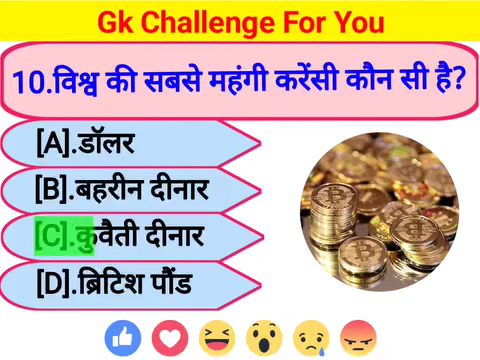 Gk Challenge For You
10.विश्व की सबसे महंगी करेंसी कौन सी है?
[A].डॉलर
[B].बहरीन दीनार
[C].कुवैती दीनार
[D].ब्रिटिश पौंड